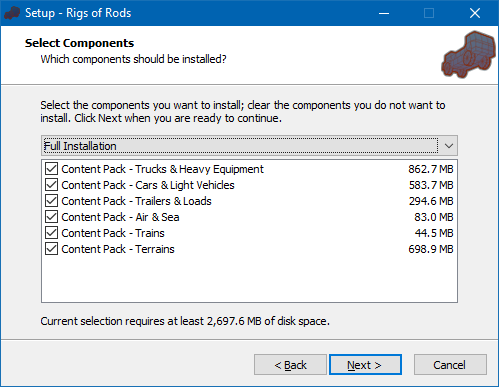 Setup - Rigs of Rods
Select Components
Which components should be installed?
Select the components you want to install; clear the components you do not want to
install. Click Next when you are ready to continue.
Full Installation
Content Pack - Trucks & Heavy Equipment 862.7 MB
Content Pack - Cars & Light Vehicles 583.7 MB
Content Pack - Trailers & Loads 294.6 MB
Content Pack - Air & Sea 83.0 MB
Content Pack - Trains 44.5 MB
Content Pack - Terrains 698.9 MB
Current selection requires at least 2,697.6 MB of disk space.
< Back Next > Cancel